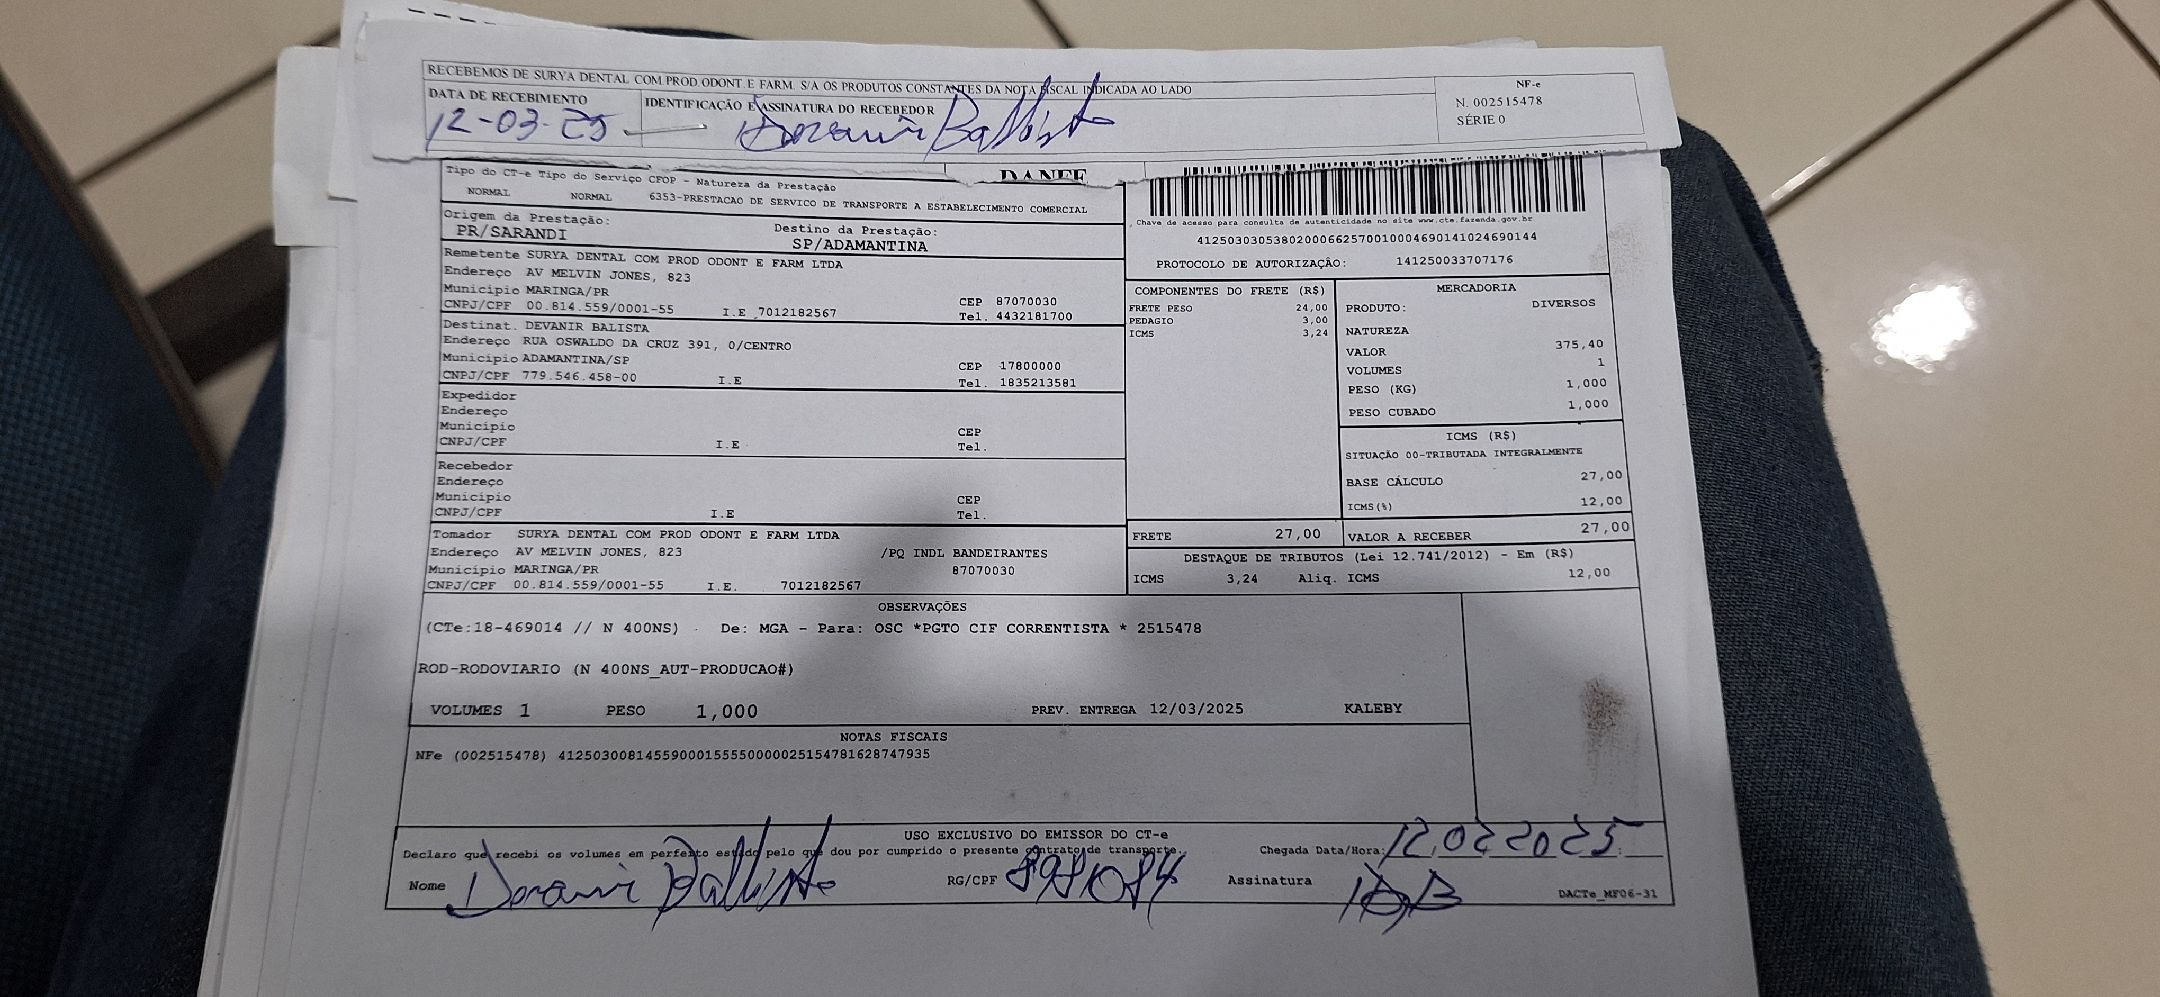 RECEBEMOS DE SURYA DENTAL COM PROD ODONT E FARM. S/A OS PRODUTOS CONSTANTES DA NOTA FISCAL INDICADA AO LADO
DATA DE RECEBIMENTO
12-03-25
IDENTIFICAÇÃO E ASSINATURA DO RECEBEDOR
NF-e
N. 002515478
SÉRIE 0
DANFE
Tipo do CT-e Tipo do Serviço CFOP - Natureza da Prestação
NORMAL NORMAL 6353-PRESTACAO DE SERVICO DE TRANSPORTE A ESTABELECIMENTO COMERCIAL
Origem da Prestação: Destino da Prestação:
PR/SARANDI SP/ADAMANTINA
Remetente SURYA DENTAL COM PROD ODONT E FARM LTDA
Endereço AV MELVIN JONES, 823
Municipio MARINGA/PR CEP 87070030
CNPJ/CPF 00.814.559/0001-55 I.E 7012182567 Tel. 4432181700
Destinat. DEVANIR BALISTA
Endereço RUA OSWALDO DA CRUZ 391, 0/CENTRO
Municipio ADAMANTINA/SP CEP 17800000
CNPJ/CPF 779.546.458-00 I.E Tel. 1835213581
Expedidor
Endereço
Município CEP
CNPJ/CPF I.E Tel.
Recebedor
Endereço
Município CEP
CNPJ/CPF I.E Tel.
Tomador SURYA DENTAL COM PROD ODONT E FARM LTDA
Endereço AV MELVIN JONES, 823 /PQ INDL BANDEIRANTES
Município MARINGA/PR 87070030
CNPJ/CPF 00.814.559/0001-55 I.E. 7012182567
Chave de acesso para consulta de autenticidade no site www.cte.fazenda.gov.br
41250303053802000662570010004690141024690144
PROTOCOLO DE AUTORIZAÇÃO: 141250033707176
COMPONENTES DO FRETE (R$)
FRETE PESO 24,00
PEDAGIO 3,00
ICMS 3,24
MERCADORIA
PRODUTO: DIVERSOS
NATUREZA
VALOR 375,40
VOLUMES 1
PESO (KG) 1,000
PESO CUBADO 1,000
ICMS (R$)
SITUAÇÃO 00-TRIBUTADA INTEGRALMENTE
BASE CÁLCULO 27,00
ICMS(%) 12,00
FRETE 27,00 VALOR A RECEBER 27,00
DESTAQUE DE TRIBUTOS (Lei 12.741/2012) - Em (R$)
ICMS 3,24 Aliq. ICMS 12,00
OBSERVAÇÕES
(CTe:18-469014 // N 400NS) - De: MGA - Para: OSC *PGTO CIF CORRENTISTA * 2515478
ROD-RODOVIARIO (N 400NS_AUT-PRODUCAO#)
VOLUMES 1 PESO 1,000 PREV. ENTREGA 12/03/2025 KALEBY
NOTAS FISCAIS
NFe (002515478) 41250300814559000155550000025154781628747935
USO EXCLUSIVO DO EMISSOR DO CT-e
Declaro que recebi os volumes em perfeito estado pelo que dou por cumprido o presente contrato de transporte. Chegada Data/Hora: 12 02 2025
Nome RG/CPF Assinatura
DACTe_MF06-31